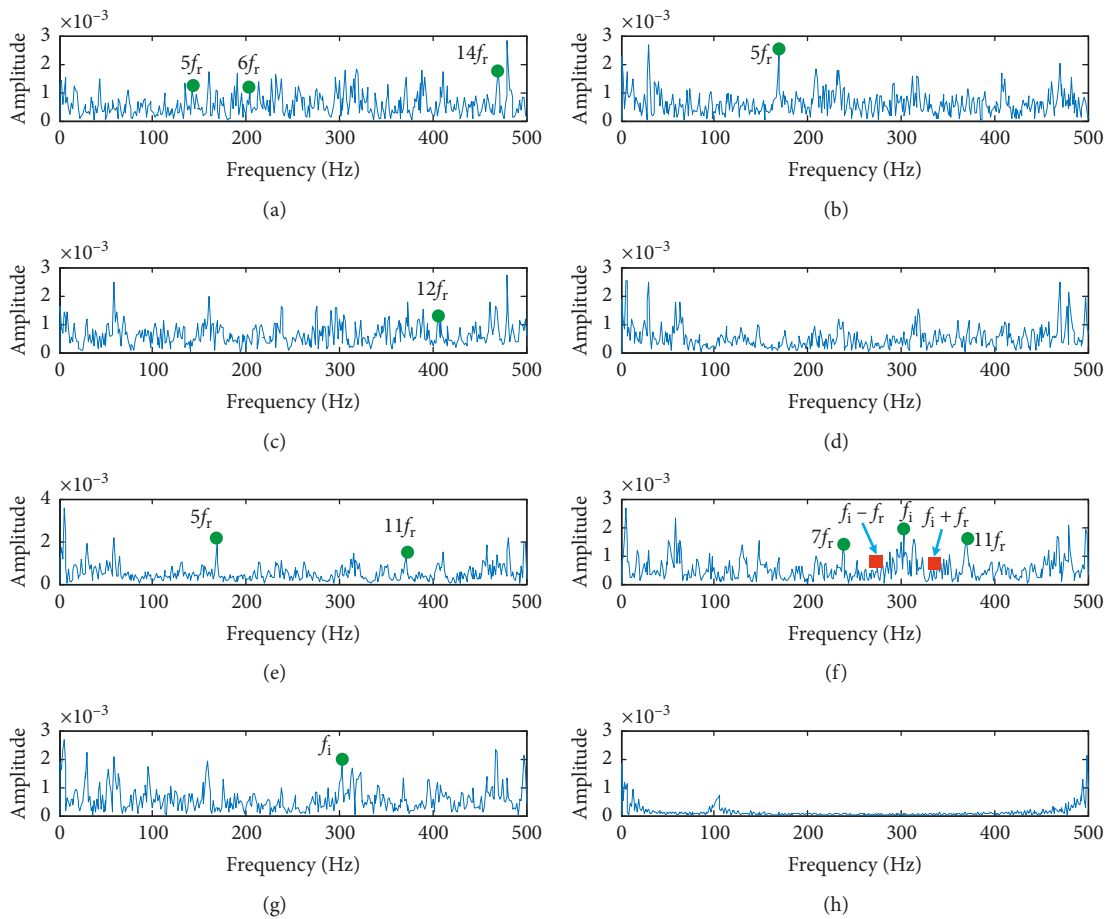 ×10⁻³
3
2
1
0
Amplitude
5fᵣ
6fᵣ
14fᵣ
0 100 200 300 400 500
Frequency (Hz)
(a)
×10⁻³
3
2
1
0
Amplitude
5fᵣ
0 100 200 300 400 500
Frequency (Hz)
(b)
×10⁻³
3
2
1
0
Amplitude
12fᵣ
0 100 200 300 400 500
Frequency (Hz)
(c)
×10⁻³
3
2
1
0
Amplitude
0 100 200 300 400 500
Frequency (Hz)
(d)
×10⁻³
4
2
0
Amplitude
5fᵣ
11fᵣ
0 100 200 300 400 500
Frequency (Hz)
(e)
×10⁻³
3
2
1
0
Amplitude
7fᵣ
fᵢ − fᵣ
fᵢ
fᵢ + fᵣ
11fᵣ
0 100 200 300 400 500
Frequency (Hz)
(f)
×10⁻³
3
2
1
0
Amplitude
fᵢ
0 100 200 300 400 500
Frequency (Hz)
(g)
×10⁻³
3
2
1
0
Amplitude
0 100 200 300 400 500
Frequency (Hz)
(h)